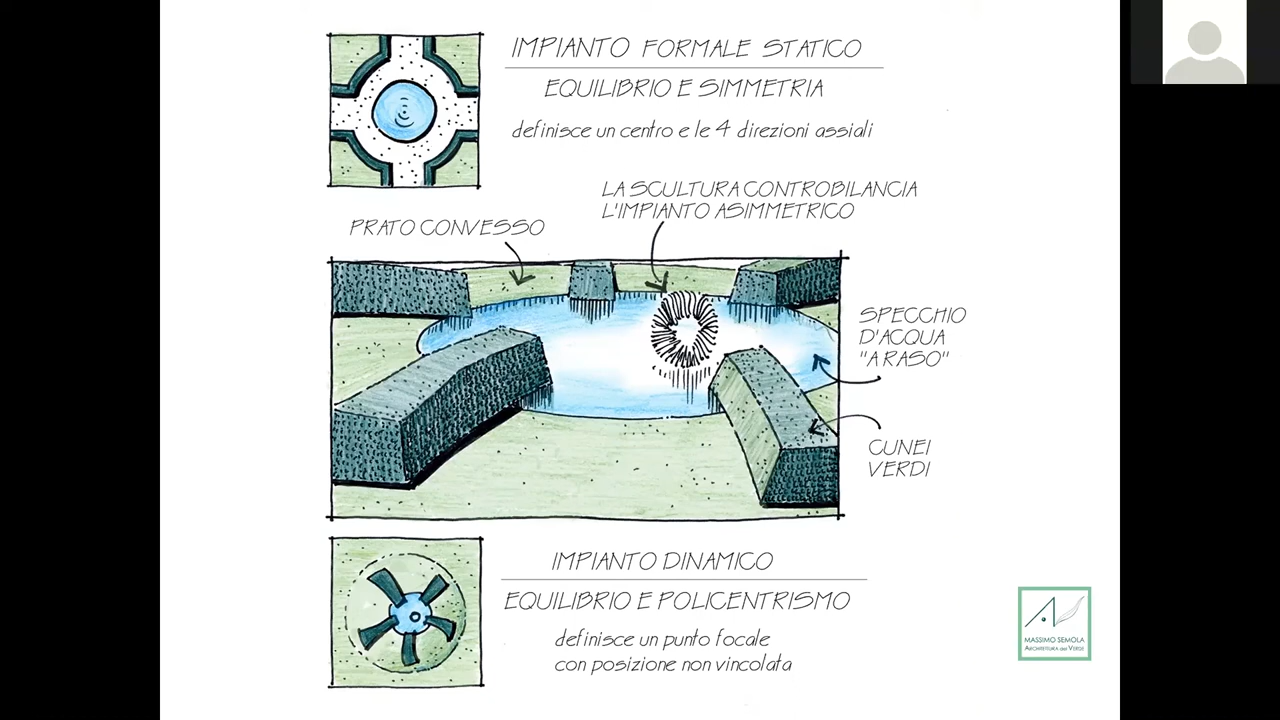 IMPIANTO FORMALE STATICO
EQUILIBRIO E SIMMETRIA
definisce un centro e le 4 direzioni assiali
LA SCULTURA CONTROBILANCIA
L'IMPIANTO ASIMMETRICO
PRATO CONVESSO
SPECCHIO
D'ACQUA
"A RASO"
CUNEI
VERDI
IMPIANTO DINAMICO
EQUILIBRIO E POLICENTRISMO
definisce un punto focale
con posizione non vincolata
MASSIMO SEMOLA
ARCHITETTURA del VERDE